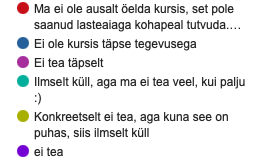 Ma ei ole ausalt öelda kursis, set pole
saanud lasteaiaga kohapeal tutvuda....
Ei ole kursis täpse tegevusega
Ei tea täpselt
Ilmselt küll, aga ma ei tea veel, kui palju
:)
Konkreetselt ei tea, aga kuna see on
puhas, siis ilmselt küll
ei tea